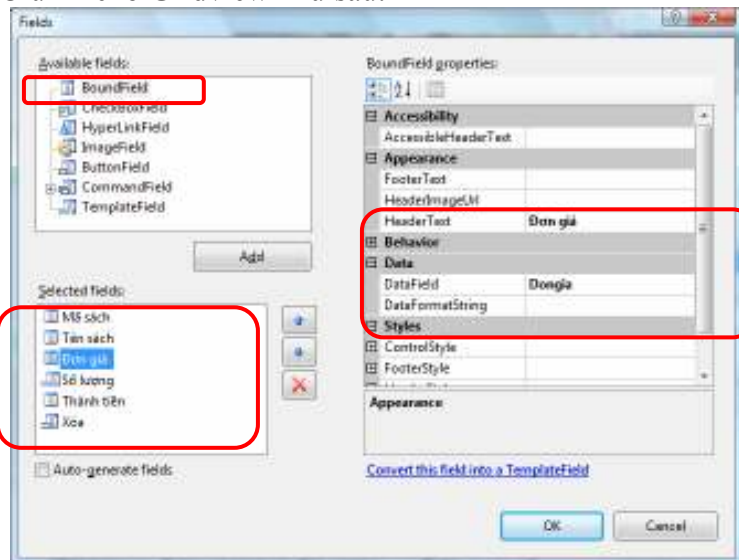 Fields
Available fields:
BoundField
CheckBoxField
HyperLinkField
ImageField
ButtonField
CommandField
TemplateField
Add
Selected fields:
Mã sách
Tên sách
Đơn giá
Số lượng
Thành tiền
Xóa
Auto-generate fields
BoundField properties:
Accessibility
AccessibleHeaderText
Appearance
FooterText
HeaderImageUrl
HeaderText Đơn giá
Behavior
Data
DataField Dongia
DataFormatString
Styles
ControlStyle
FooterStyle
Appearance
Convert this field into a TemplateField
OK
Cancel